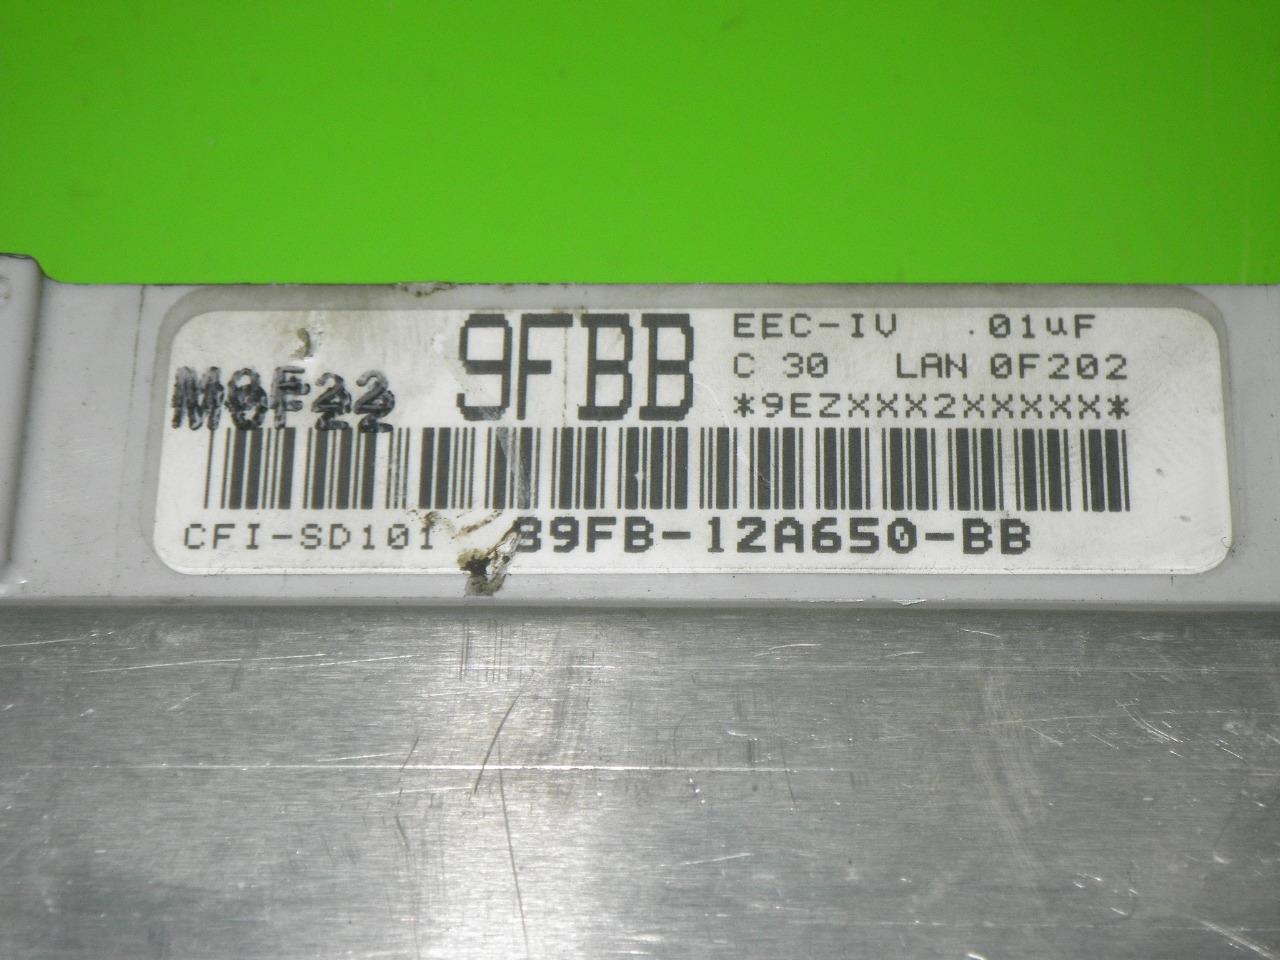 9FBB
EEC-IV .01uF
C 30 LAN 0F202
*9EZXXX2XXXXX*
M0F22
CFI-SD101 89FB-12A650-BB